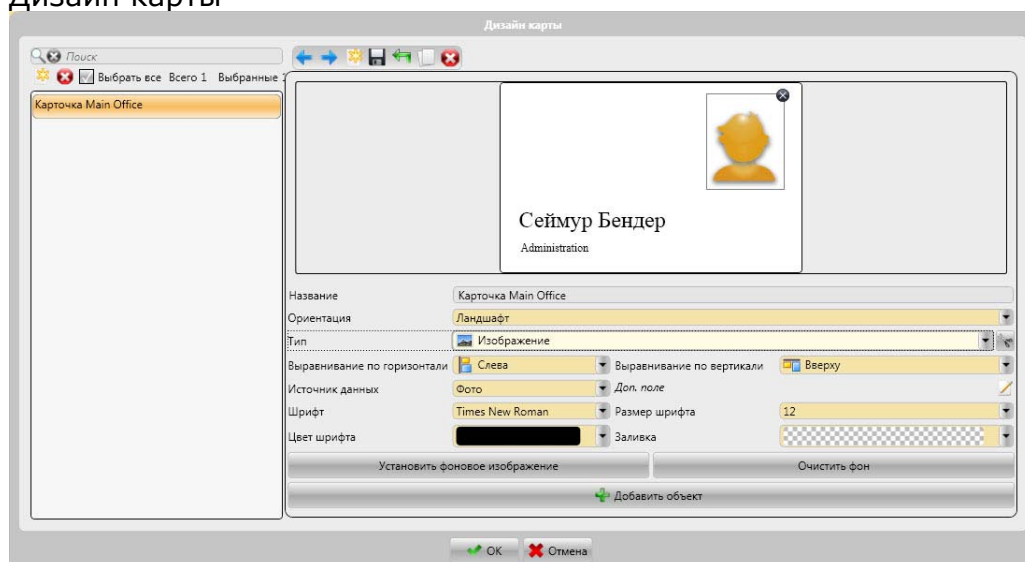 Дизайн карты
Дизайн карты
Поиск
Выбрать все Всего 1 Выбранные
Карточка Main Office
Сеймур Бендер
Administration
Название Карточка Main Office
Ориентация Ландшафт
Тип Изображение
Выравнивание по горизонтали Слева Выравнивание по вертикали Вверху
Источник данных Фото Доп. поле
Шрифт Times New Roman Размер шрифта 12
Цвет шрифта Заливка
Установить фоновое изображение Очистить фон
Добавить объект
OK Отмена